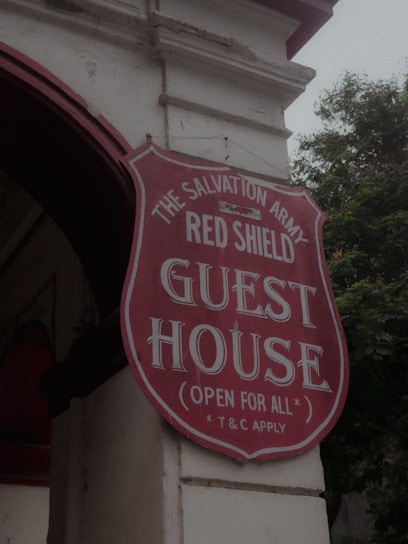 THE SALVATION ARMY
RED SHIELD
GUEST
HOUSE
(OPEN FOR ALL*)
* T & C APPLY